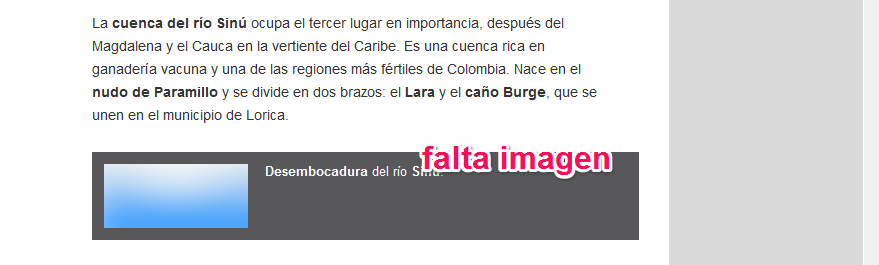 La cuenca del río Sinú ocupa el tercer lugar en importancia, después del
Magdalena y el Cauca en la vertiente del Caribe. Es una cuenca rica en
ganadería vacuna y una de las regiones más fértiles de Colombia. Nace en el
nudo de Paramillo y se divide en dos brazos: el Lara y el caño Burge, que se
unen en el municipio de Lorica.
falta imagen
Desembocadura del río Sinú.